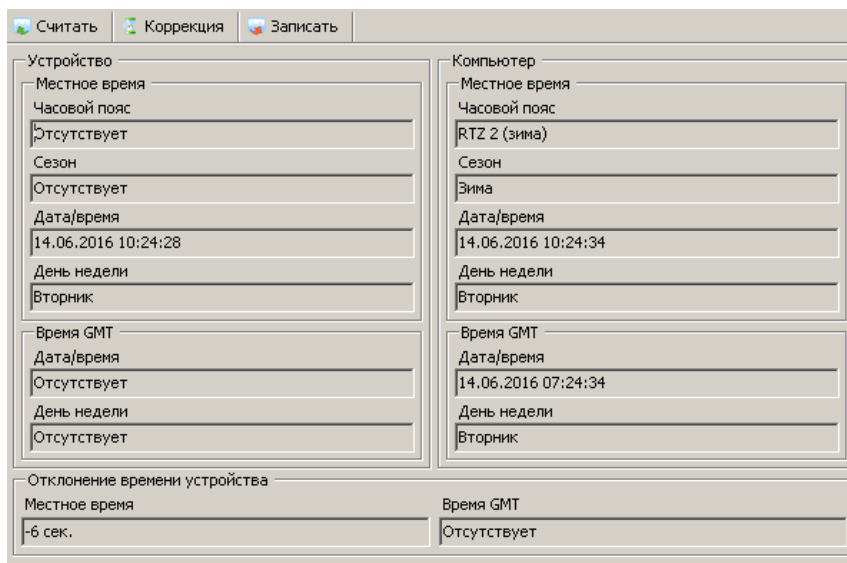 Считать Коррекция Записать
Устройство
Местное время
Часовой пояс
Отсутствует
Сезон
Отсутствует
Дата/время
14.06.2016 10:24:28
День недели
Вторник
Время GMT
Дата/время
Отсутствует
День недели
Отсутствует
Компьютер
Местное время
Часовой пояс
RTZ 2 (зима)
Сезон
Зима
Дата/время
14.06.2016 10:24:34
День недели
Вторник
Время GMT
Дата/время
14.06.2016 07:24:34
День недели
Вторник
Отклонение времени устройства
Местное время
-6 сек.
Время GMT
Отсутствует